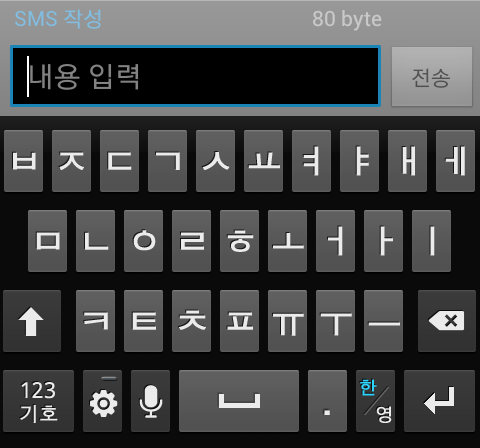 SMS 작성 80 byte
내용 입력 전송
ㅂ ㅈ ㄷ ㄱ ㅅ ㅛ ㅕ ㅑ ㅐ ㅔ
ㅁ ㄴ ㅇ ㄹ ㅎ ㅗ ㅓ ㅏ ㅣ
ㅋ ㅌ ㅊ ㅍ ㅠ ㅜ ㅡ
123 . 한
기호 영